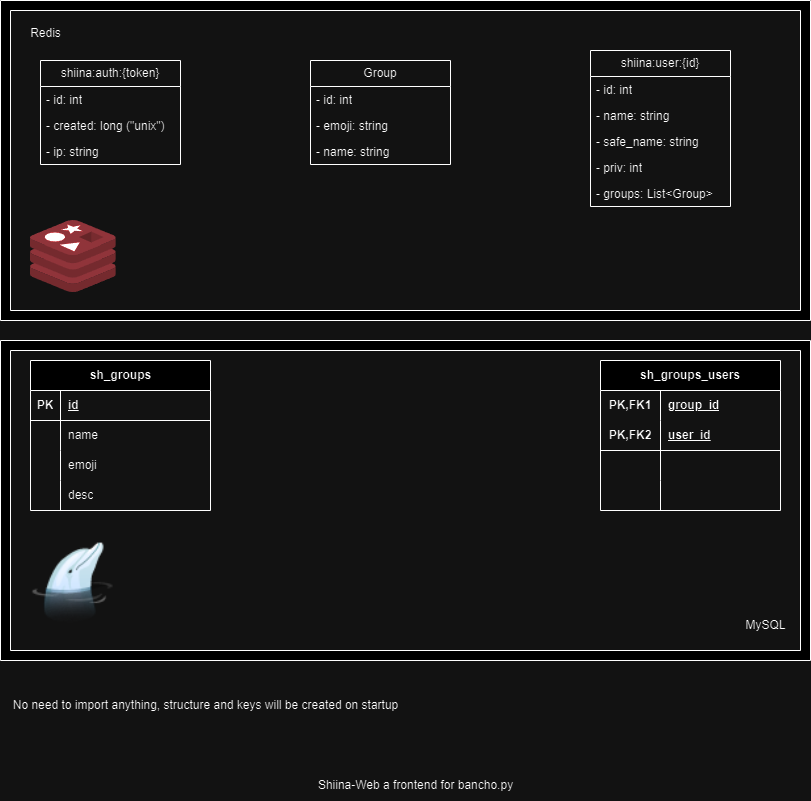 Redis
shiina:auth:{token}
- id: int
- created: long ("unix")
- ip: string
Group
- id: int
- emoji: string
- name: string
shiina:user:{id}
- id: int
- name: string
- safe_name: string
- priv: int
- groups: List<Group>
sh_groups
PK id
name
emoji
desc
sh_groups_users
PK,FK1 group_id
PK,FK2 user_id
MySQL
No need to import anything, structure and keys will be created on startup
Shiina-Web a frontend for bancho.py